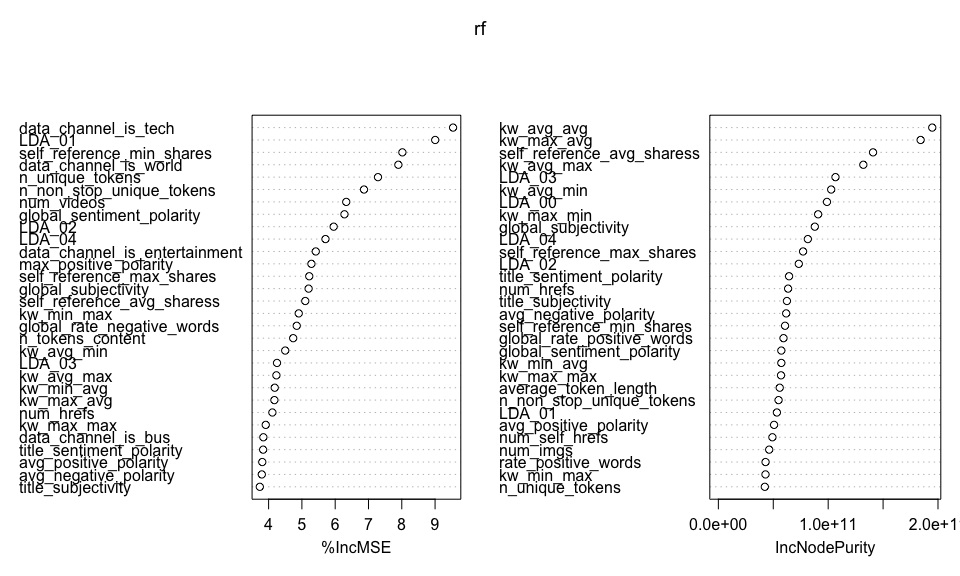 rf
data_channel_is_tech
LDA_01
self_reference_min_shares
data_channel_is_world
n_unique_tokens
n_non_stop_unique_tokens
num_videos
global_sentiment_polarity
LDA_02
LDA_04
data_channel_is_entertainment
max_positive_polarity
self_reference_max_shares
global_subjectivity
self_reference_avg_sharess
kw_min_max
global_rate_negative_words
n_tokens_content
kw_avg_min
LDA_03
kw_avg_max
kw_min_avg
kw_max_avg
num_hrefs
kw_max_max
data_channel_is_bus
title_sentiment_polarity
avg_positive_polarity
avg_negative_polarity
title_subjectivity
4 5 6 7 8 9
%IncMSE
kw_avg_avg
kw_max_avg
self_reference_avg_sharess
kw_avg_max
LDA_03
kw_avg_min
LDA_00
kw_max_min
global_subjectivity
LDA_04
self_reference_max_shares
LDA_02
title_sentiment_polarity
num_hrefs
title_subjectivity
avg_negative_polarity
self_reference_min_shares
global_rate_positive_words
global_sentiment_polarity
kw_min_avg
kw_max_max
average_token_length
n_non_stop_unique_tokens
LDA_01
avg_positive_polarity
num_self_hrefs
num_imgs
rate_positive_words
kw_min_max
n_unique_tokens
0.0e+00 1.0e+11 2.0e+1
IncNodePurity